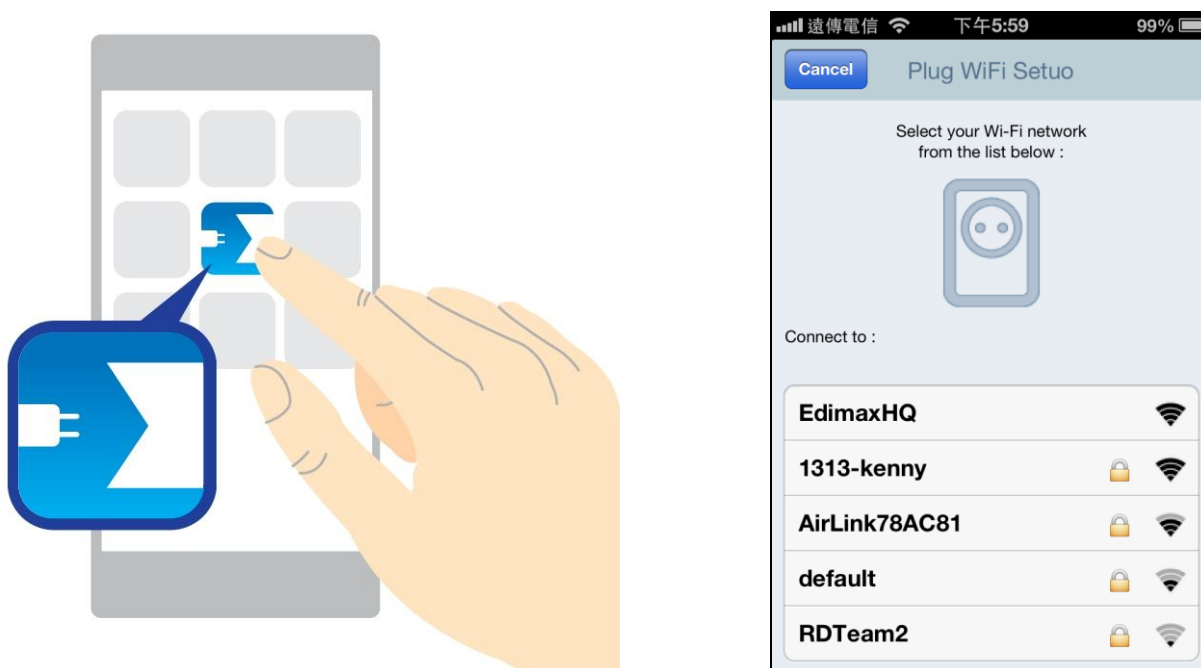 遠傳電信 下午5:59 99%
Cancel Plug WiFi Setuo
Select your Wi-Fi network
from the list below :
Connect to :
EdimaxHQ
1313-kenny
AirLink78AC81
default
RDTeam2